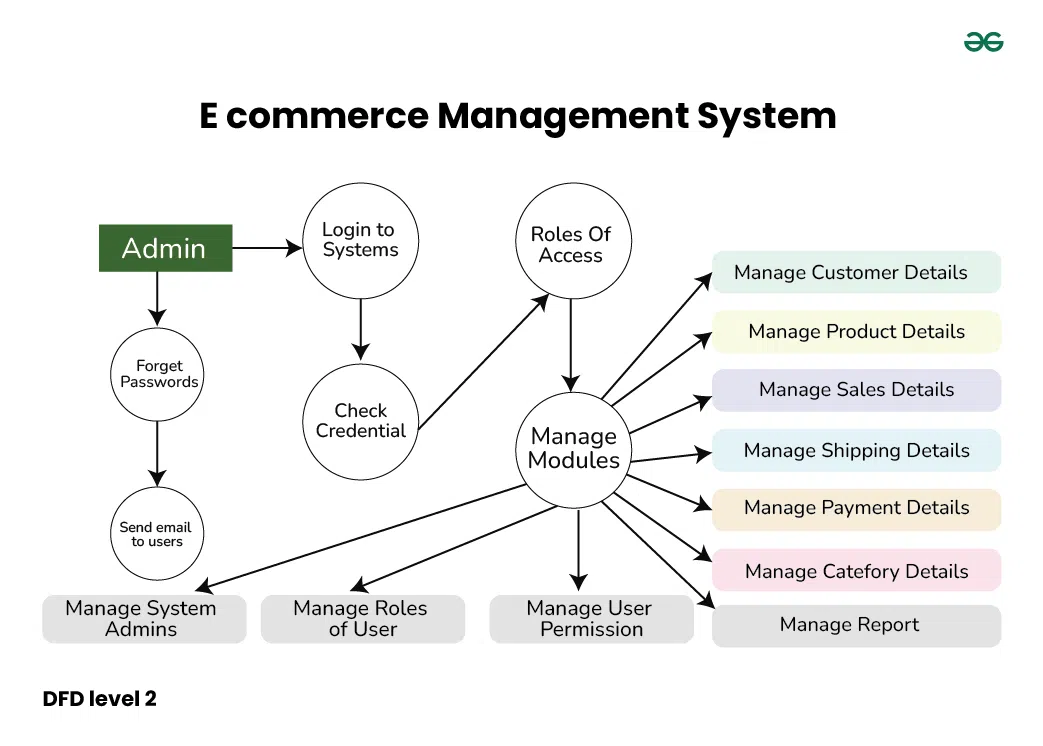 E commerce Management System
Admin
Login to
Systems
Roles Of
Access
Forget
Passwords
Check
Credential
Send email
to users
Manage
Modules
Manage Customer Details
Manage Product Details
Manage Sales Details
Manage Shipping Details
Manage Payment Details
Manage Catefory Details
Manage Report
Manage System
Admins
Manage Roles
of User
Manage User
Permission
DFD level 2